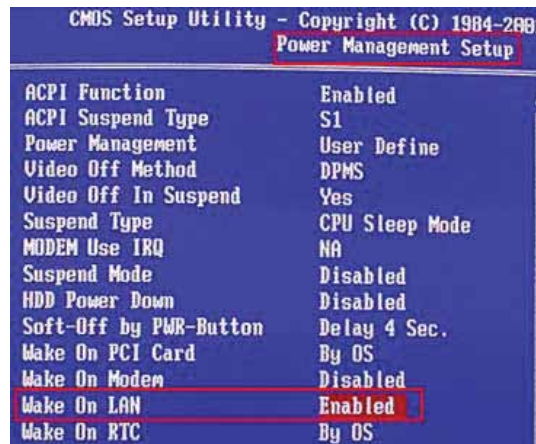 CMOS Setup Utility - Copyright (C) 1984-200
Power Management Setup
ACPI Function Enabled
ACPI Suspend Type S1
Power Management User Define
Video Off Method DPMS
Video Off In Suspend Yes
Suspend Type CPU Sleep Mode
MODEM Use IRQ NA
Suspend Mode Disabled
HDD Power Down Disabled
Soft-Off by PWR-Button Delay 4 Sec.
Wake On PCI Card By OS
Wake On Modem Disabled
Wake On LAN Enabled
Wake On RTC By OS